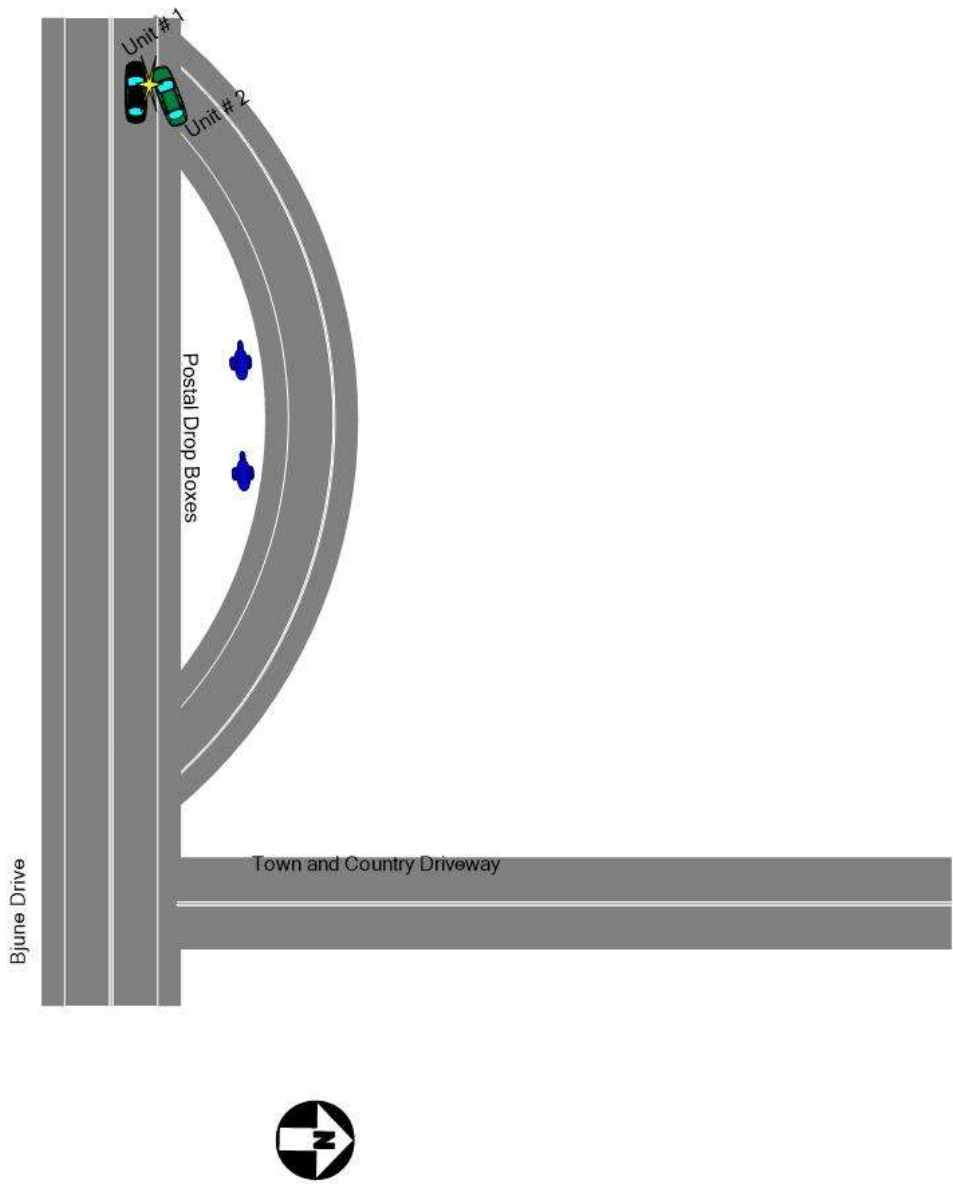 Unit # 1
Unit # 2
Postal Drop Boxes
Town and Country Driveway
Bjune Drive
N